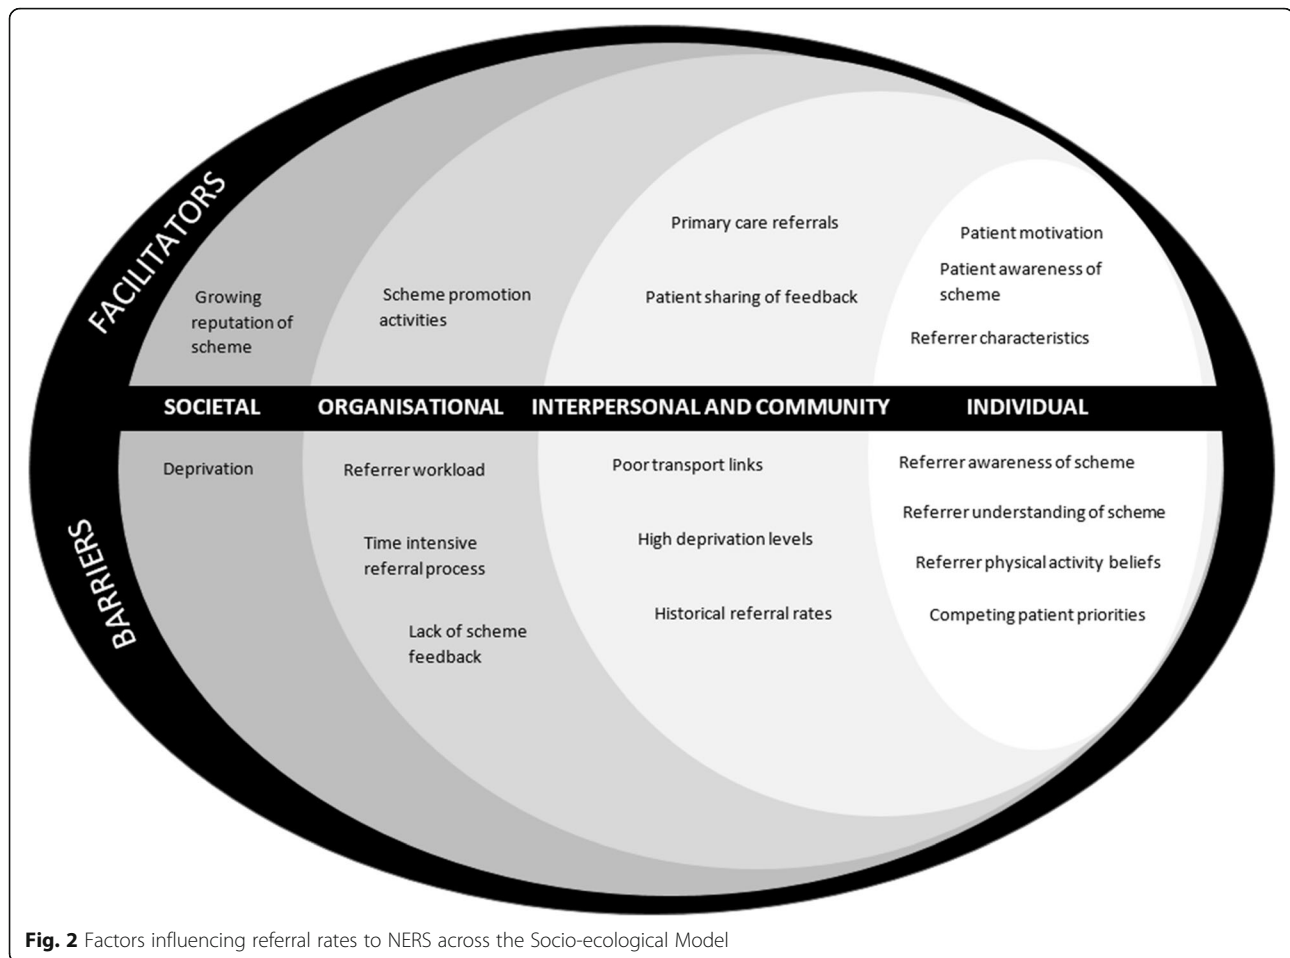 FACILITATORS
Growing
reputation of
scheme
Scheme promotion
activities
Primary care referrals
Patient sharing of feedback
Patient motivation
Patient awareness of
scheme
Referrer characteristics
SOCIETAL
ORGANISATIONAL
INTERPERSONAL AND COMMUNITY
INDIVIDUAL
BARRIERS
Deprivation
Referrer workload
Time intensive
referral process
Lack of scheme
feedback
Poor transport links
High deprivation levels
Historical referral rates
Referrer awareness of scheme
Referrer understanding of scheme
Referrer physical activity beliefs
Competing patient priorities
Fig. 2 Factors influencing referral rates to NERS across the Socio-ecological Model